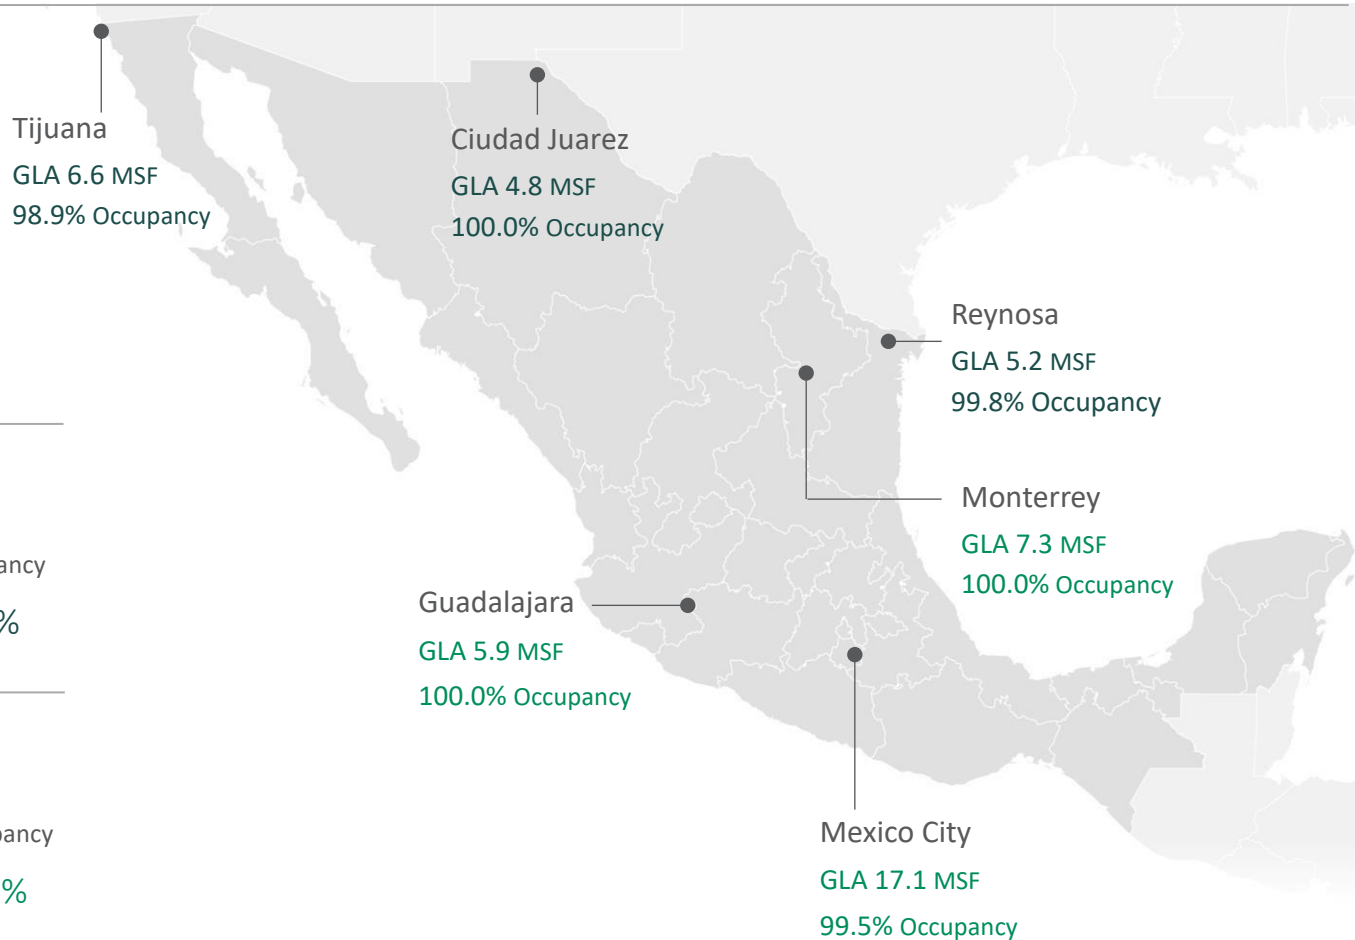 Tijuana
GLA 6.6 MSF
98.9% Occupancy
Ciudad Juarez
GLA 4.8 MSF
100.0% Occupancy
Reynosa
GLA 5.2 MSF
99.8% Occupancy
Monterrey
GLA 7.3 MSF
100.0% Occupancy
ancy
%
Guadalajara
GLA 5.9 MSF
100.0% Occupancy
pancy
%
Mexico City
GLA 17.1 MSF
99.5% Occupancy